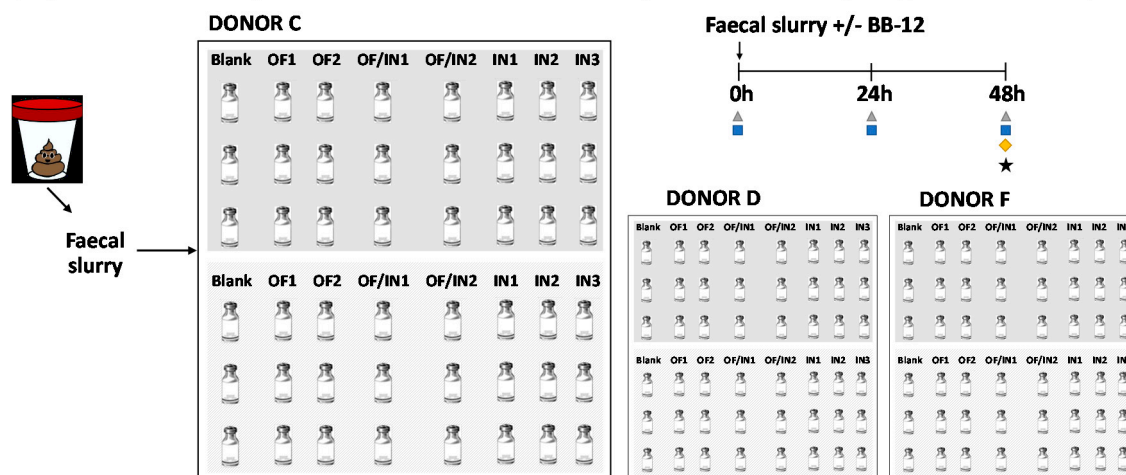 DONOR C
Blank OF1 OF2 OF/IN1 OF/IN2 IN1 IN2 IN3
Blank OF1 OF2 OF/IN1 OF/IN2 IN1 IN2 IN3
Faecal
slurry
Faecal slurry +/- BB-12
0h 24h 48h
DONOR D
Blank OF1 OF2 OF/IN1 OF/IN2 IN1 IN2 IN3
Blank OF1 OF2 OF/IN1 OF/IN2 IN1 IN2 IN3
DONOR F
Blank OF1 OF2 OF/IN1 OF/IN2 IN1 IN2
Blank OF1 OF2 OF/IN1 OF/IN2 IN1 IN2